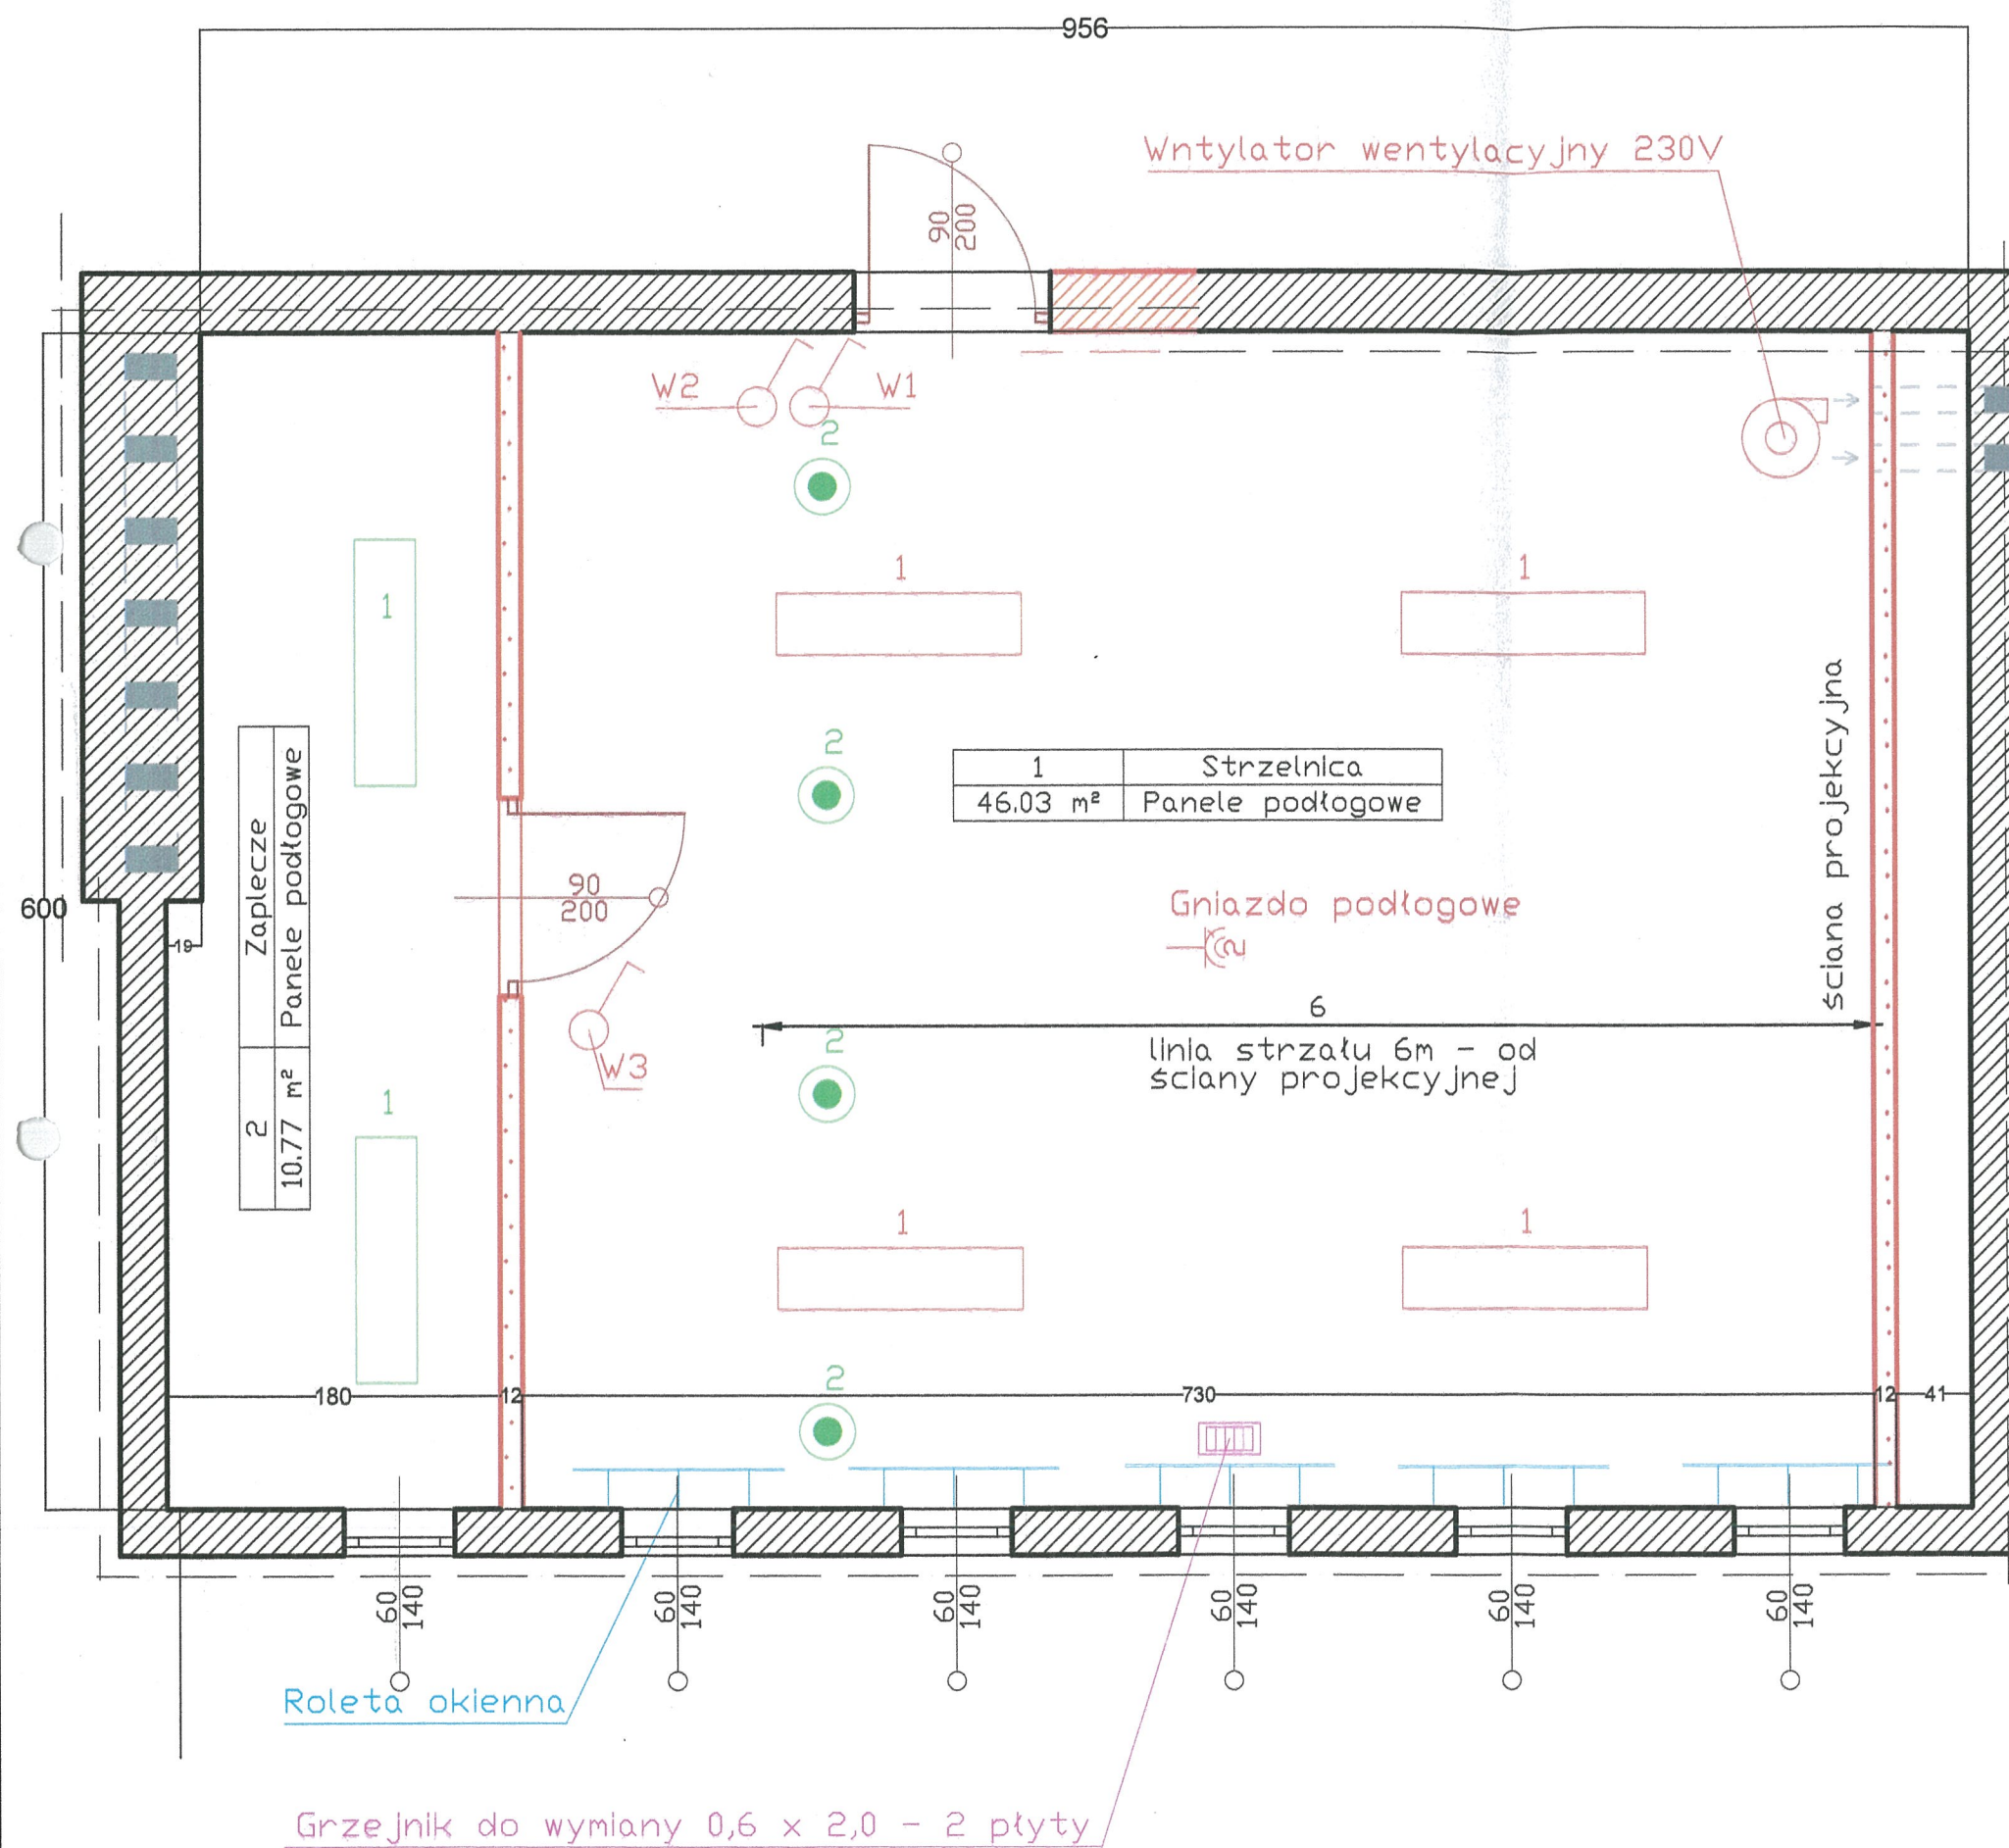 956
Wntylator wentylacyjny 230V
90
200
W2
W1
2
1
1
1
2
1 Strzelnica
46.03 m² Panele podłogowe
ściana projekcyjna
2 Zaplecze
10.77 m² Panele podłogowe
600
19
90
200
Gniazdo podłogowe
2
6
linia strzału 6m - od
ściany projekcyjnej
W3
2
1
1
1
2
180
12
730
12
41
60
140
60
140
60
140
60
140
60
140
60
140
Roleta okienna
Grzejnik do wymiany 0,6 x 2,0 - 2 płyty